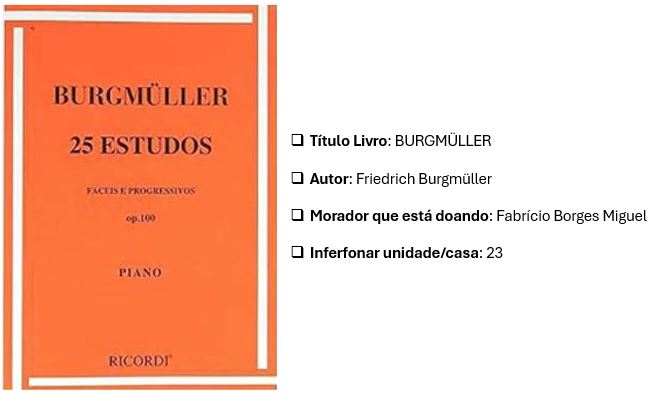 BURGMÜLLER
25 ESTUDOS
FACEIS E PROGRESSIVOS
op.100
PIANO
RICORDI
Título Livro: BURGMÜLLER
Autor: Friedrich Burgmüller
Morador que está doando: Fabrício Borges Miguel
Inferfonar unidade/casa: 23